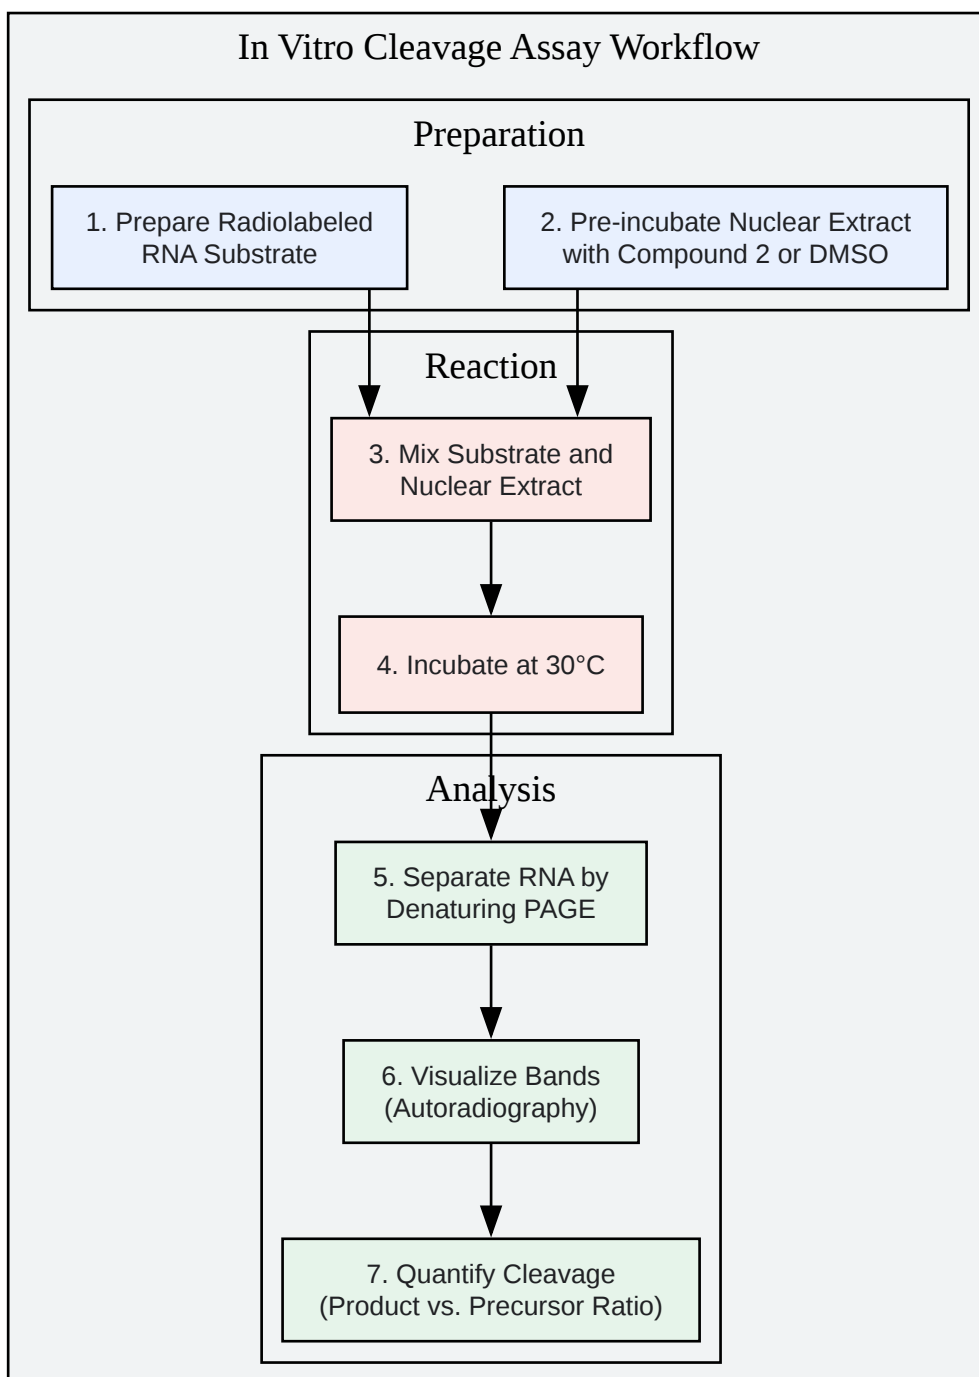 In Vitro Cleavage Assay Workflow
Preparation
1. Prepare Radiolabeled
RNA Substrate
2. Pre-incubate Nuclear Extract
with Compound 2 or DMSO
Reaction
3. Mix Substrate and
Nuclear Extract
4. Incubate at 30°C
Analysis
5. Separate RNA by
Denaturing PAGE
6. Visualize Bands
(Autoradiography)
7. Quantify Cleavage
(Product vs. Precursor Ratio)